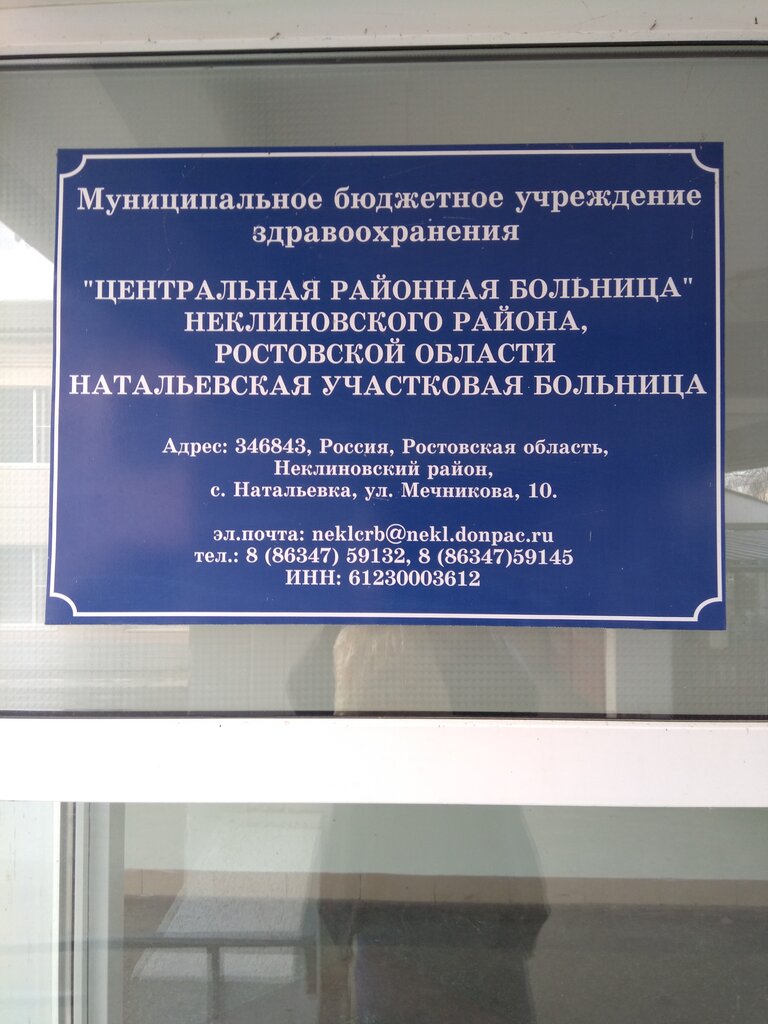 Муниципальное бюджетное учреждение
здравоохранения
"ЦЕНТРАЛЬНАЯ РАЙОННАЯ БОЛЬНИЦА"
НЕКЛИНОВСКОГО РАЙОНА,
РОСТОВСКОЙ ОБЛАСТИ
НАТАЛЬЕВСКАЯ УЧАСТКОВАЯ БОЛЬНИЦА
Адрес: 346843, Россия, Ростовская область,
Неклиновский район,
с. Натальевка, ул. Мечникова, 10.
эл.почта: neklcrb@nekl.donpac.ru
тел.: 8 (86347) 59132, 8 (86347)59145
ИНН: 61230003612